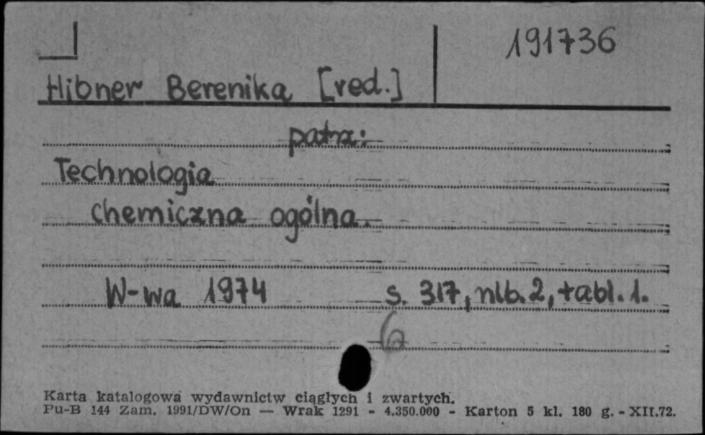 191736
Hibner Berenika [red.]
patrz:
Technologia
chemiczna ogólna.
W-wa 1974 s. 317, nlb. 2, tabl. 1.
6
Karta katalogowa wydawnictw ciągłych i zwartych.
Pu-B 144 Zam. 1991/DW/On — Wrak 1291 - 4.350.000 - Karton 5 kl. 180 g. - XII.72.